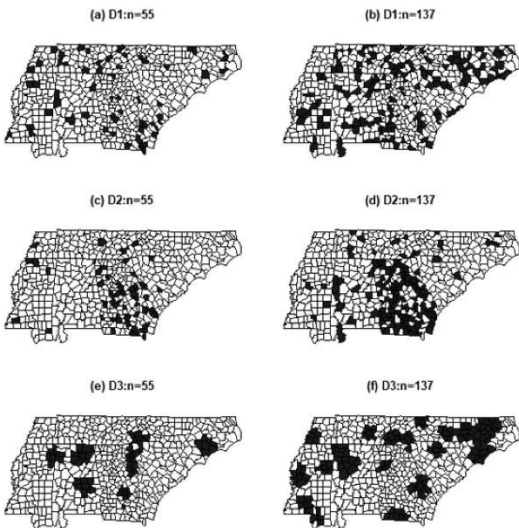 (a) D1:n=55
(b) D1:n=137
(c) D2:n=55
(d) D2:n=137
(e) D3:n=55
(f) D3:n=137